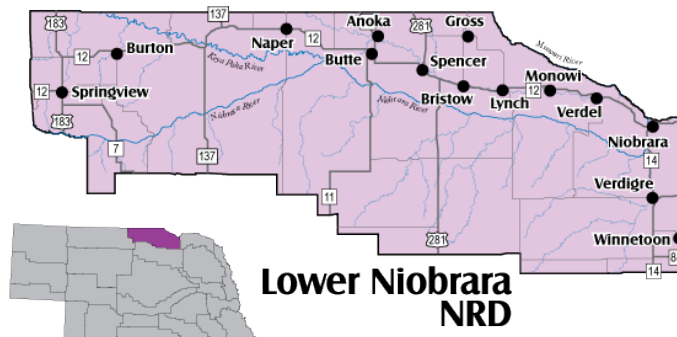 183
137
Anoka
281
Gross
Burton
Naper
12
12
Butte
Spencer
Missouri River
Keya Paha River
Monowi
12
Springview
Niobrara River
Bristow
Lynch
12
Verdel
183
Niobrara
7
137
14
11
Verdigre
281
Winnetoon
14
Lower Niobrara
NRD